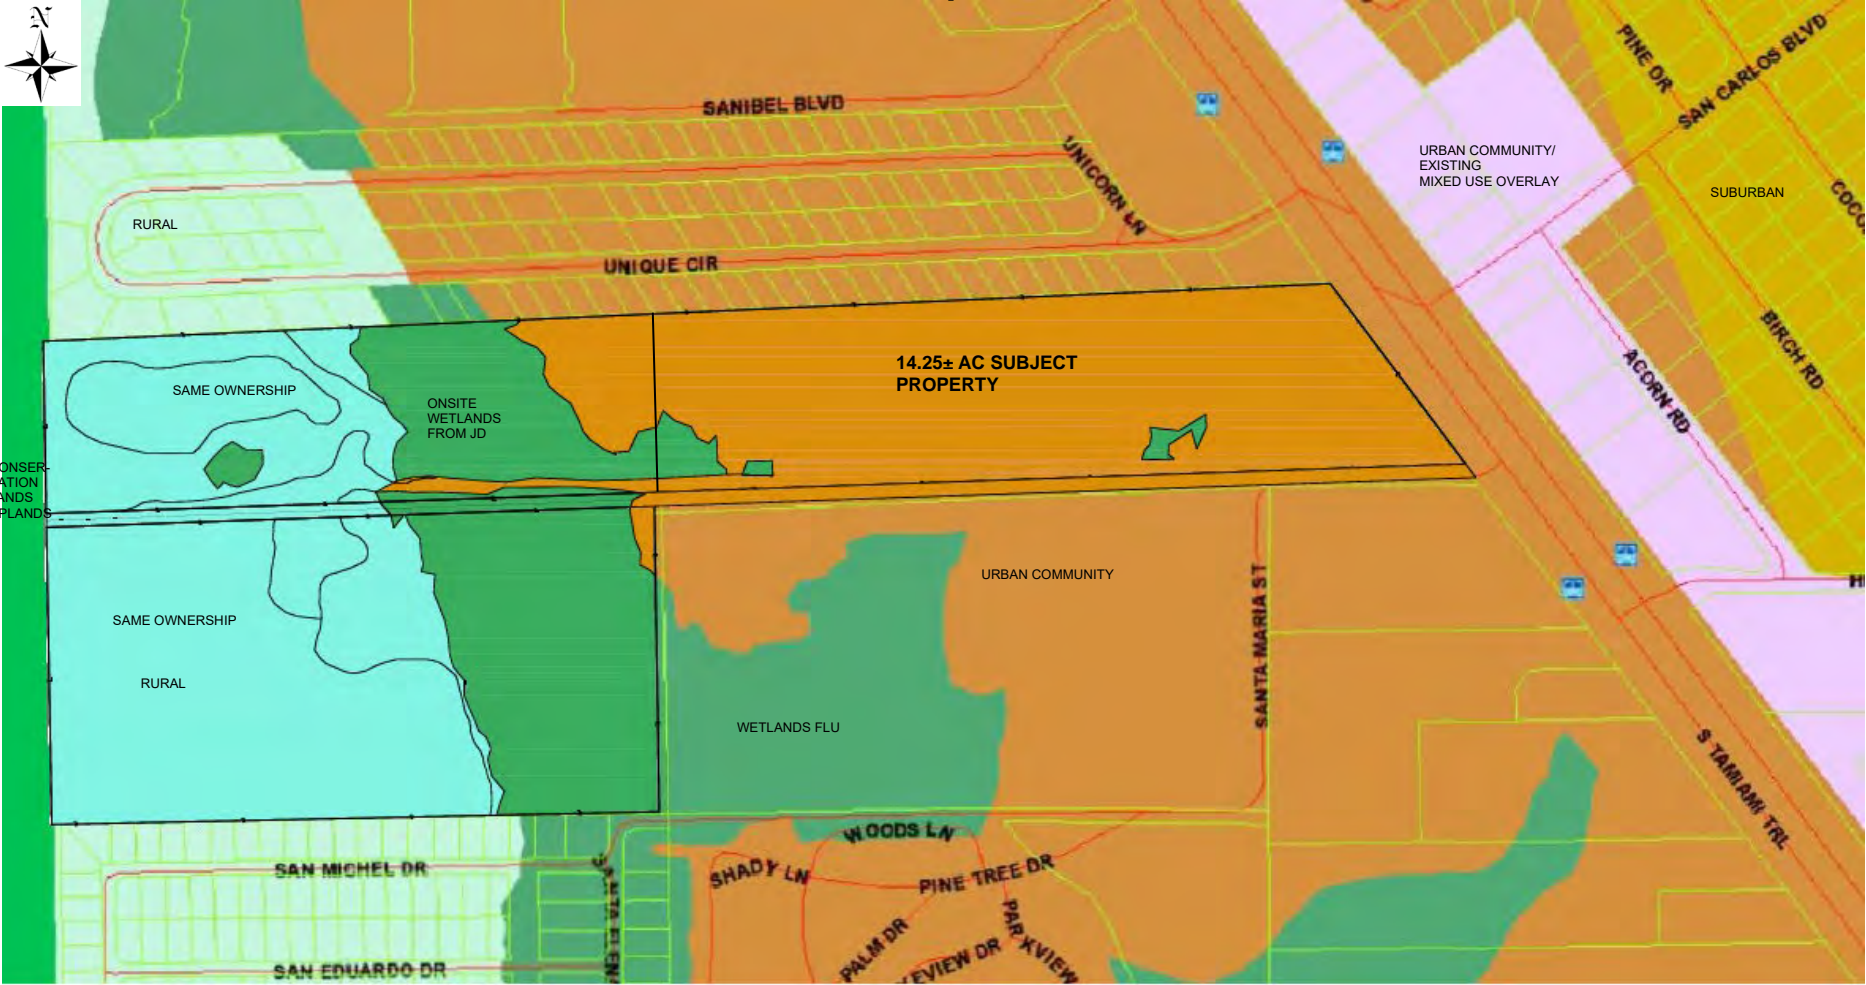 N
SANIBEL BLVD
PINE DR
SAN CARLOS BLVD
UNICORN LN
URBAN COMMUNITY/
EXISTING
MIXED USE OVERLAY
SUBURBAN
RURAL
UNIQUE CIR
14.25± AC SUBJECT
PROPERTY
SAME OWNERSHIP
ONSITE
WETLANDS
FROM JD
BIRCH RD
ACORN RD
ONSER-
ATION
ANDS
PLANDS
URBAN COMMUNITY
SANTA MARIA ST
SAME OWNERSHIP
RURAL
WETLANDS FLU
S TAMIAMI TRL
WOODS LN
SAN MICHEL DR
SHADY LN
PINE TREE DR
PALM DR
PARKVIEW
SAN EDUARDO DR